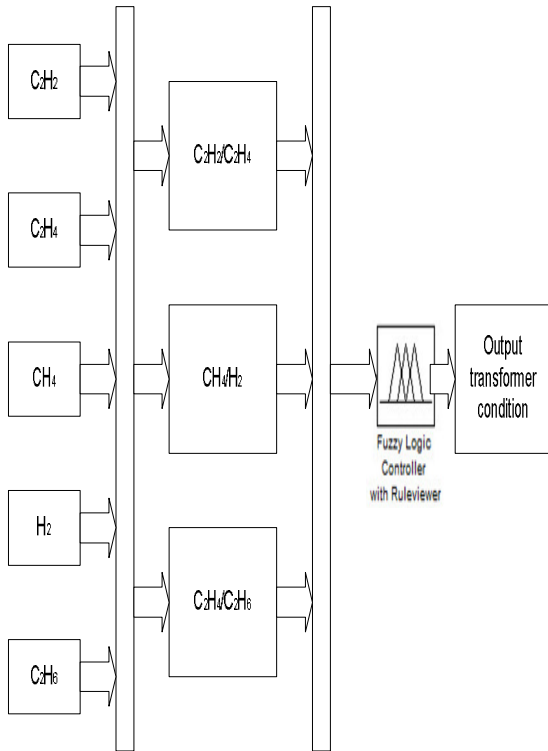 C₂H₂
C₂H₄
CH₄
H₂
C₂H₆
C₂H₂/C₂H₄
CH₄/H₂
C₂H₄/C₂H₆
Fuzzy Logic
Controller
with Ruleviewer
Output
transformer
condition